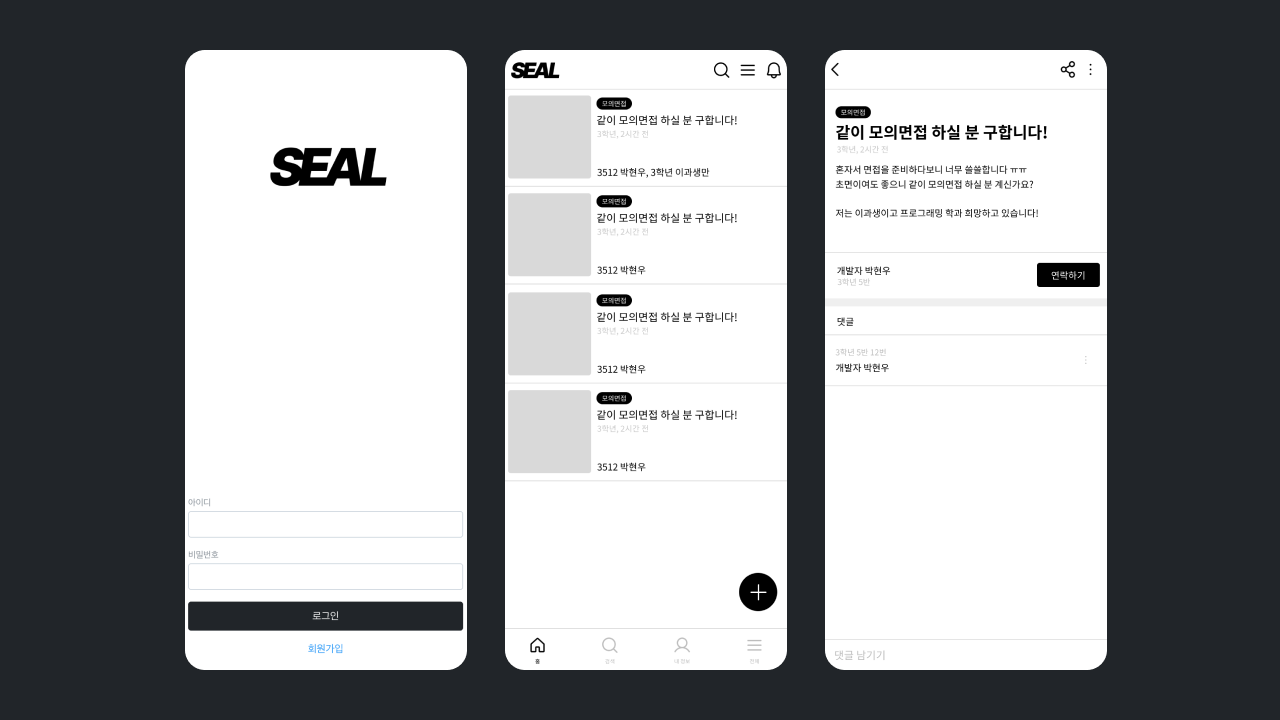 SEAL
아이디
비밀번호
로그인
회원가입
SEAL
모의면접
같이 모의면접 하실 분 구합니다!
3학년, 2시간 전
3512 박현우, 3학년 이과생만
모의면접
같이 모의면접 하실 분 구합니다!
3학년, 2시간 전
3512 박현우
모의면접
같이 모의면접 하실 분 구합니다!
3학년, 2시간 전
3512 박현우
모의면접
같이 모의면접 하실 분 구합니다!
3학년, 2시간 전
3512 박현우
홈
검색
내 정보
전체
모의면접
같이 모의면접 하실 분 구합니다!
3학년, 2시간 전
혼자서 면접을 준비하다보니 너무 쓸쓸합니다 ㅠㅠ
초면이여도 좋으니 같이 모의면접 하실 분 계신가요?
저는 이과생이고 프로그래밍 학과 희망하고 있습니다!
개발자 박현우
3학년 5반
연락하기
댓글
3학년 5반 12번
개발자 박현우
댓글 남기기